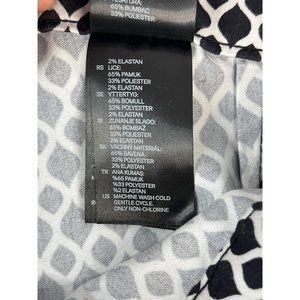 65% BUMBAC
33% POLIESTER
2% ELASTAN
RS LICE:
65% PAMUK
33% POLIESTER
2% ELASTAN
SE YTTERTYG:
65% BOMULL
33% POLYESTER
2% ELASTAN
SI ZUNANJE BLAGO:
65% BOMBAŽ
33% POLIESTER
2% ELASTAN
SK VRCHNÝ MATERIÁL:
65% BAVLNA
33% POLYESTER
2% ELASTAN
TR ANA KUMAŞ:
%65 PAMUK
%33 POLYESTER
%2 ELASTAN
US MACHINE WASH COLD
GENTLE CYCLE.
ONLY NON-CHLORINE